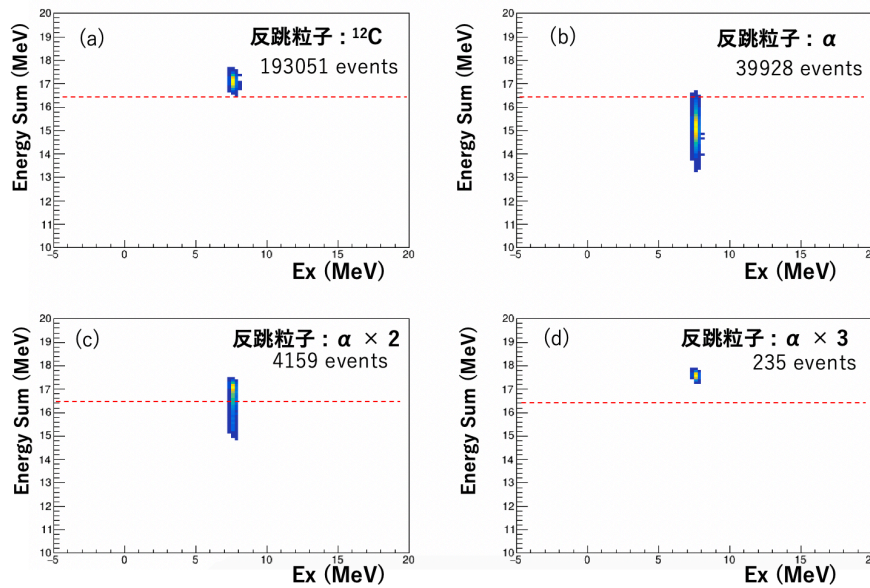 (a)
反跳粒子：¹²C
193051 events
Energy Sum (MeV)
20
19
18
17
16
15
14
13
12
11
10
-5 0 5 10 15 20
Ex (MeV)
(b)
反跳粒子：α
39928 events
Energy Sum (MeV)
20
19
18
17
16
15
14
13
12
11
10
-5 0 5 10 15
Ex (MeV)
(c)
反跳粒子：α × 2
4159 events
Energy Sum (MeV)
20
19
18
17
16
15
14
13
12
11
10
-5 0 5 10 15 20
Ex (MeV)
(d)
反跳粒子：α × 3
235 events
Energy Sum (MeV)
20
19
18
17
16
15
14
13
12
11
10
-5 0 5 10 15
Ex (MeV)